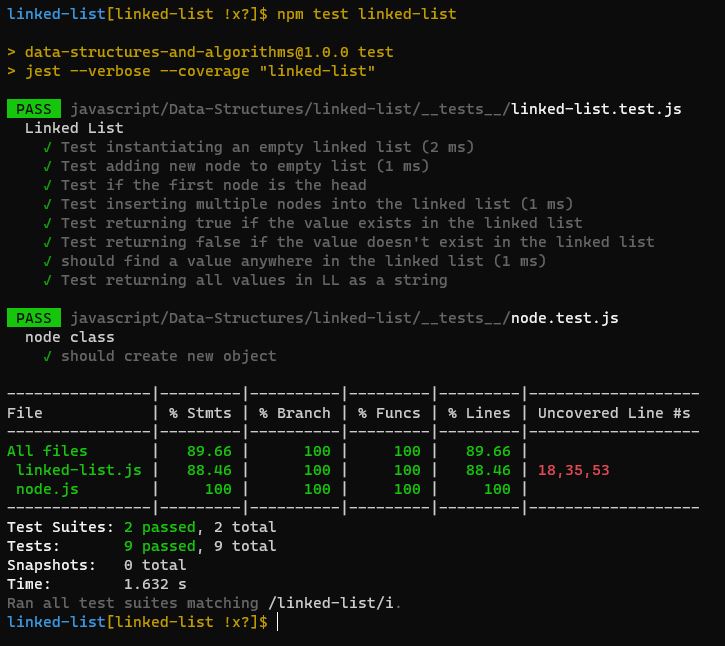 linked-list[linked-list !x?]$ npm test linked-list
> data-structures-and-algorithms@1.0.0 test
> jest --verbose --coverage "linked-list"
PASS javascript/Data-Structures/linked-list/__tests__/linked-list.test.js
Linked List
✓ Test instantiating an empty linked list (2 ms)
✓ Test adding new node to empty list (1 ms)
✓ Test if the first node is the head
✓ Test inserting multiple nodes into the linked list (1 ms)
✓ Test returning true if the value exists in the linked list
✓ Test returning false if the value doesn't exist in the linked list
✓ should find a value anywhere in the linked list (1 ms)
✓ Test returning all values in LL as a string
PASS javascript/Data-Structures/linked-list/__tests__/node.test.js
node class
✓ should create new object
----------------|---------|----------|---------|---------|-------------------
File            | % Stmts | % Branch | % Funcs | % Lines | Uncovered Line #s
----------------|---------|----------|---------|---------|-------------------
All files       |   89.66 |      100 |     100 |   89.66 |
 linked-list.js |   88.46 |      100 |     100 |   88.46 | 18,35,53
 node.js        |     100 |      100 |     100 |     100 |
----------------|---------|----------|---------|---------|-------------------
Test Suites: 2 passed, 2 total
Tests:       9 passed, 9 total
Snapshots:   0 total
Time:        1.632 s
Ran all test suites matching /linked-list/i.
linked-list[linked-list !x?]$